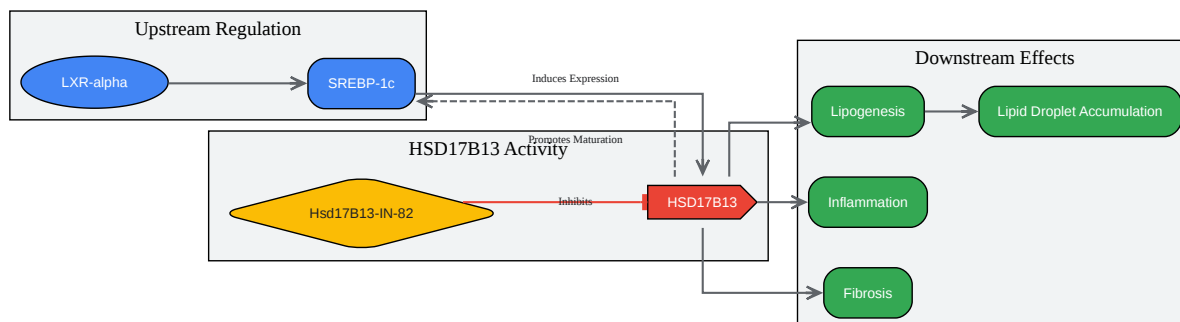 Upstream Regulation
LXR-alpha
SREBP-1c
Induces Expression
Promotes Maturation
HSD17B13 Activity
Hsd17B13-IN-82
Inhibits
HSD17B13
Downstream Effects
Lipogenesis
Lipid Droplet Accumulation
Inflammation
Fibrosis